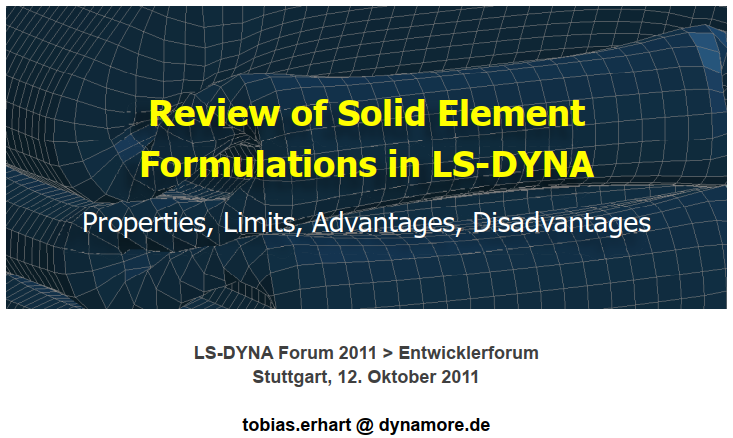 Review of Solid Element
Formulations in LS-DYNA
Properties, Limits, Advantages, Disadvantages
LS-DYNA Forum 2011 > Entwicklerforum
Stuttgart, 12. Oktober 2011
tobias.erhart @ dynamore.de